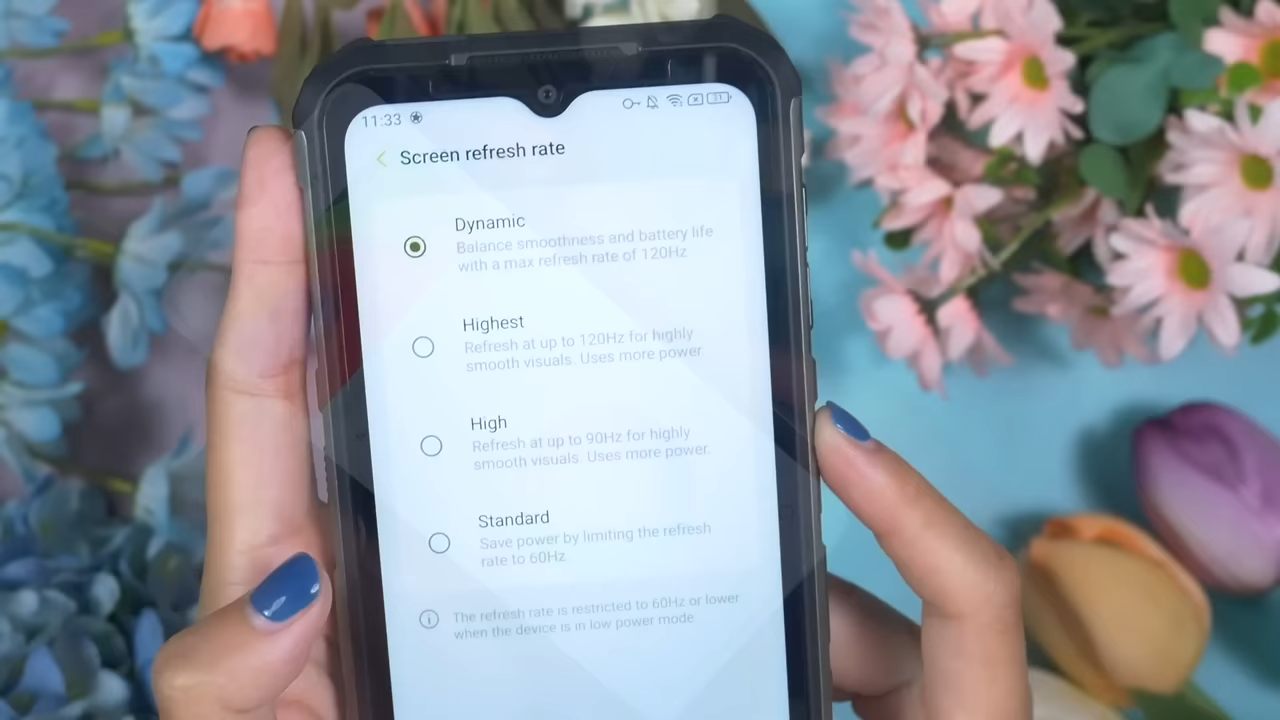 11:33
Screen refresh rate
Dynamic
Balance smoothness and battery life
with a max refresh rate of 120Hz
Highest
Refresh at up to 120Hz for highly
smooth visuals. Uses more power.
High
Refresh at up to 90Hz for highly
smooth visuals. Uses more power.
Standard
Save power by limiting the refresh
rate to 60Hz
The refresh rate is restricted to 60Hz or lower
when the device is in low power mode